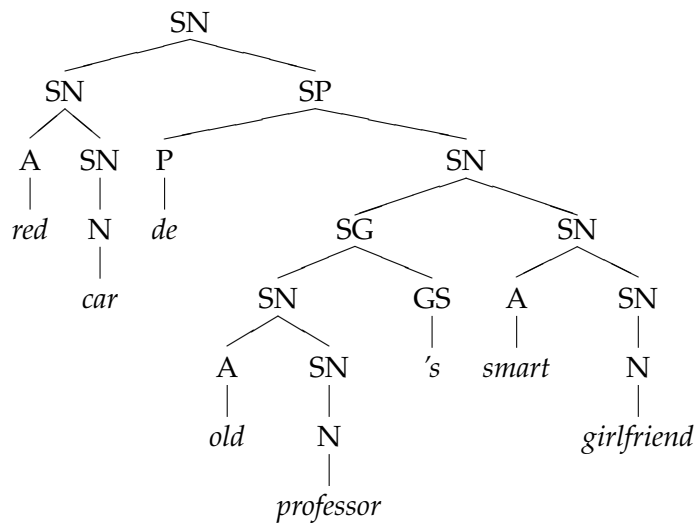 SN
SN SP
A SN P SN
red N de SG SN
car SN GS A SN
A SN 's smart N
old N girlfriend
professor